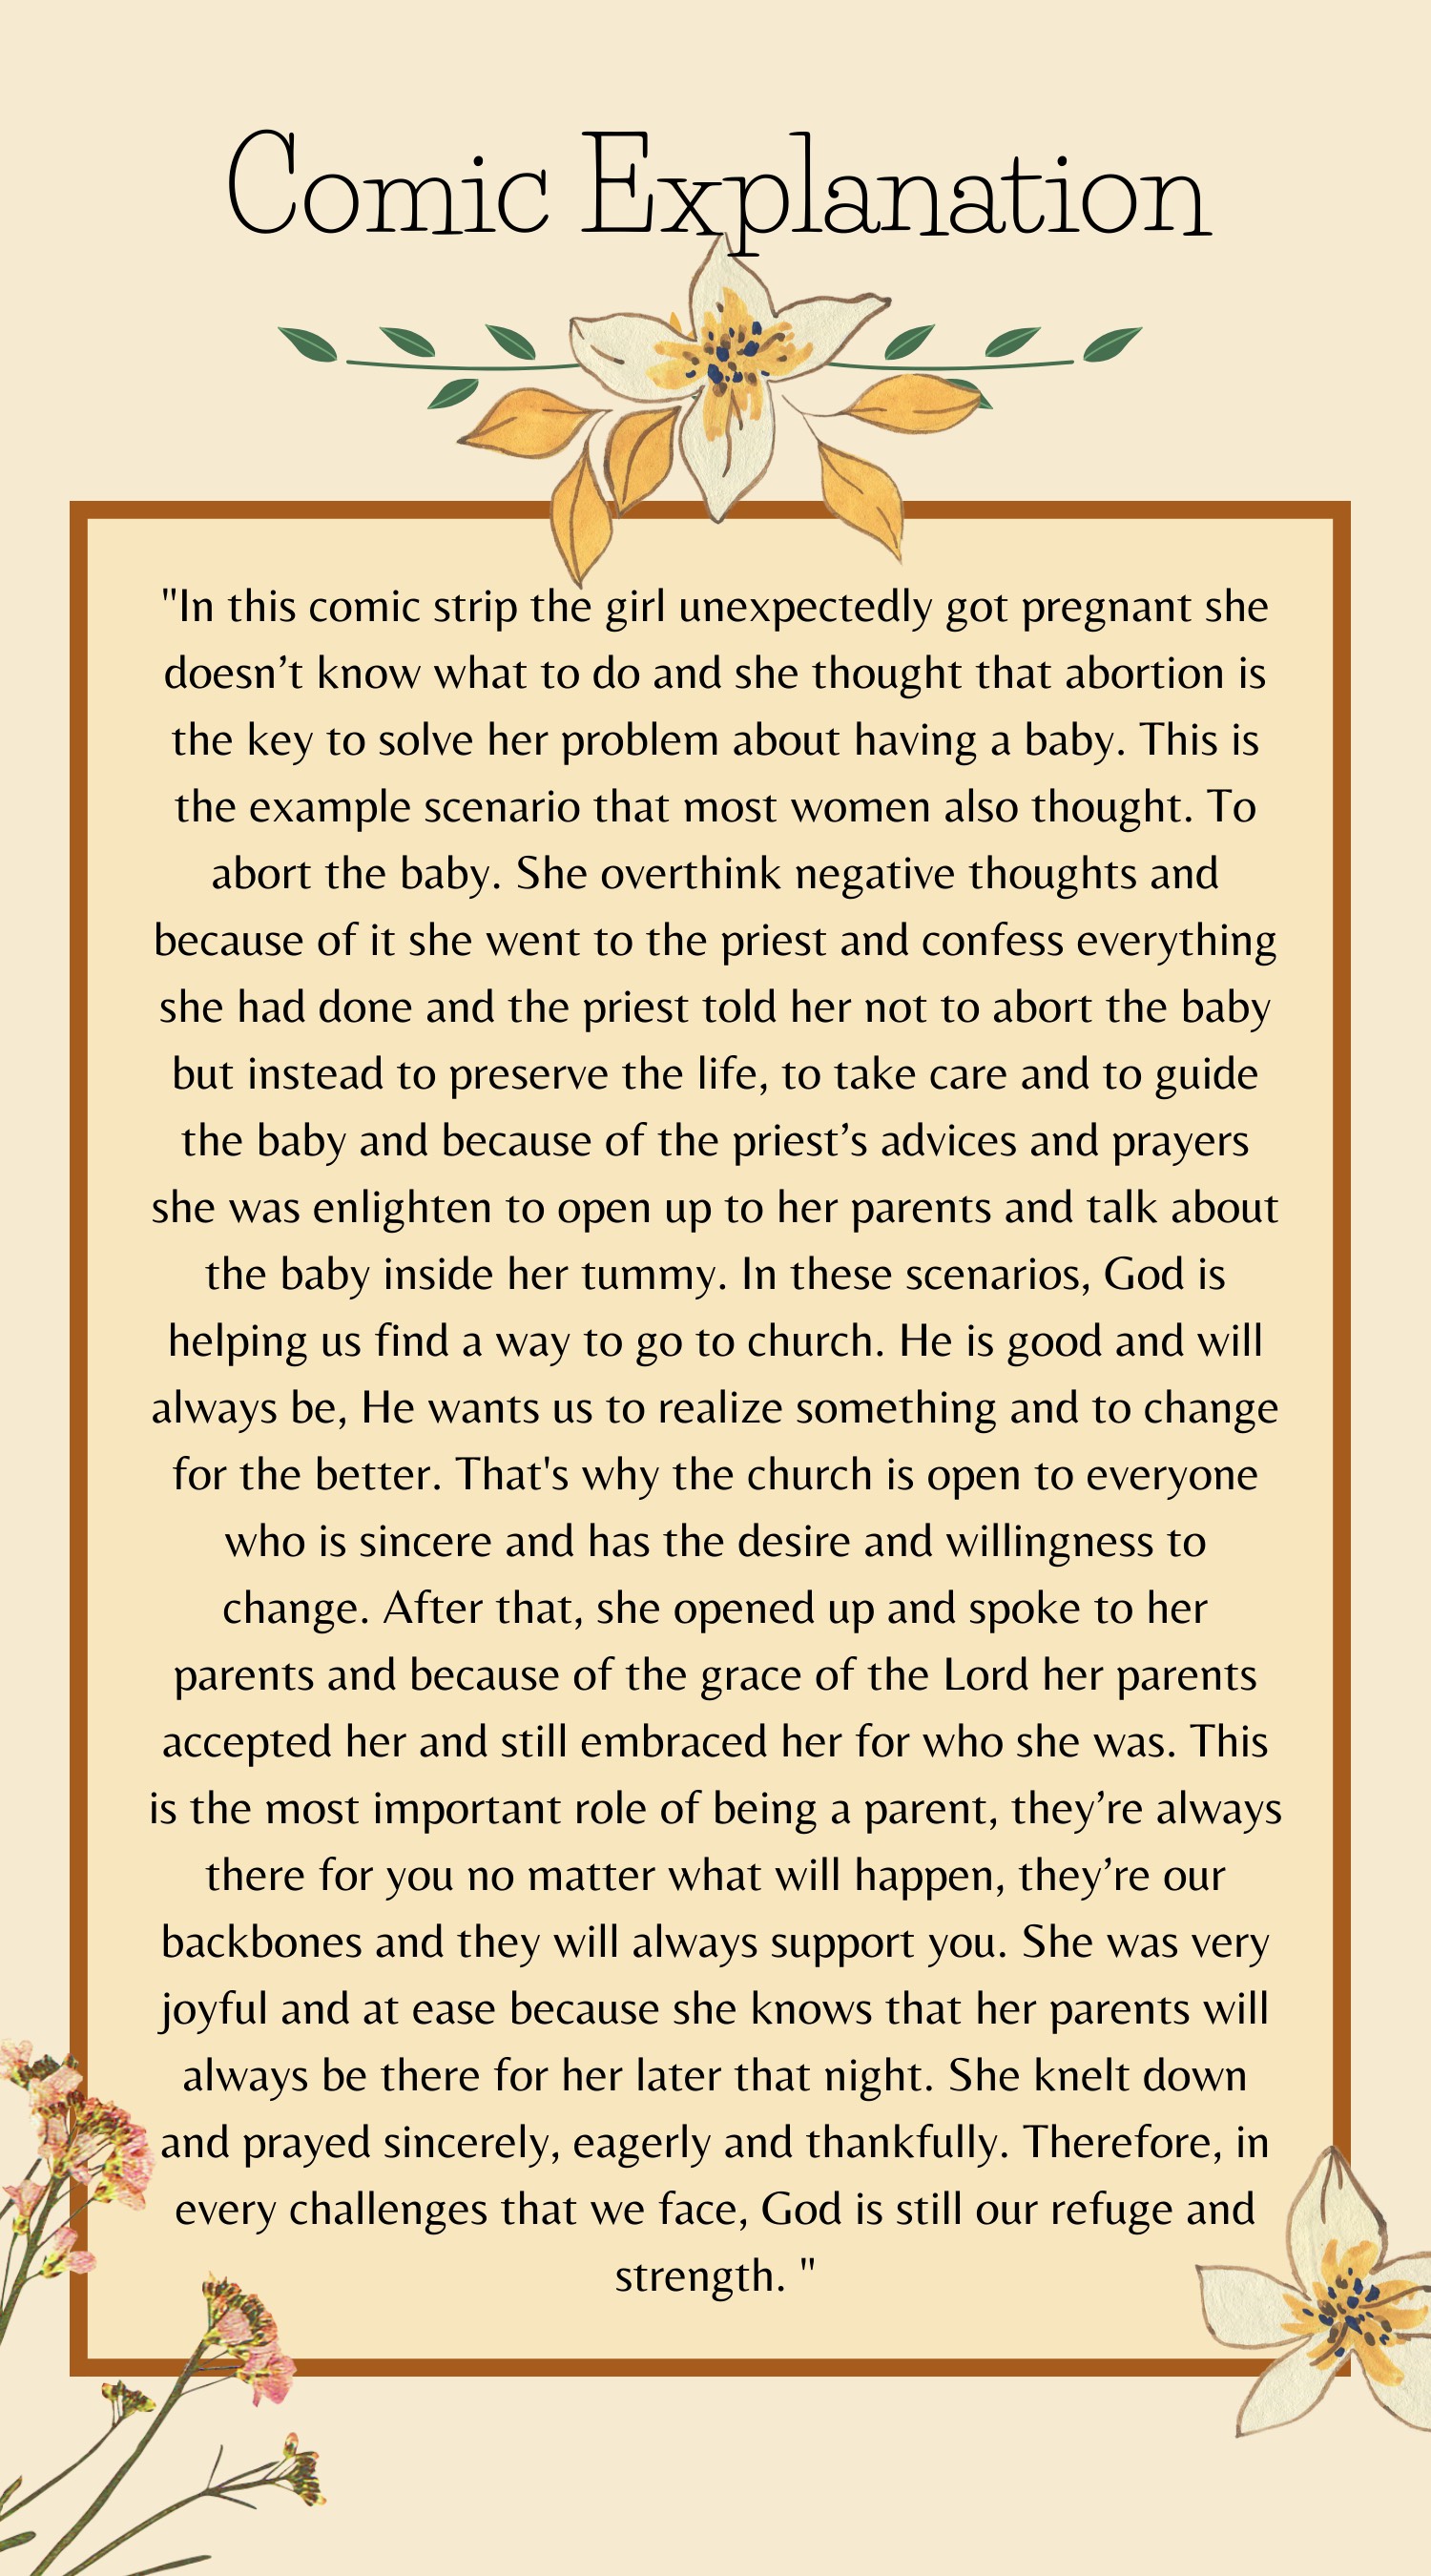 Comic Explanation
"In this comic strip the girl unexpectedly got pregnant she
doesn’t know what to do and she thought that abortion is
the key to solve her problem about having a baby. This is
the example scenario that most women also thought. To
abort the baby. She overthink negative thoughts and
because of it she went to the priest and confess everything
she had done and the priest told her not to abort the baby
but instead to preserve the life, to take care and to guide
the baby and because of the priest’s advices and prayers
she was enlighten to open up to her parents and talk about
the baby inside her tummy. In these scenarios, God is
helping us find a way to go to church. He is good and will
always be, He wants us to realize something and to change
for the better. That's why the church is open to everyone
who is sincere and has the desire and willingness to
change. After that, she opened up and spoke to her
parents and because of the grace of the Lord her parents
accepted her and still embraced her for who she was. This
is the most important role of being a parent, they’re always
there for you no matter what will happen, they’re our
backbones and they will always support you. She was very
joyful and at ease because she knows that her parents will
always be there for her later that night. She knelt down
and prayed sincerely, eagerly and thankfully. Therefore, in
every challenges that we face, God is still our refuge and
strength. "